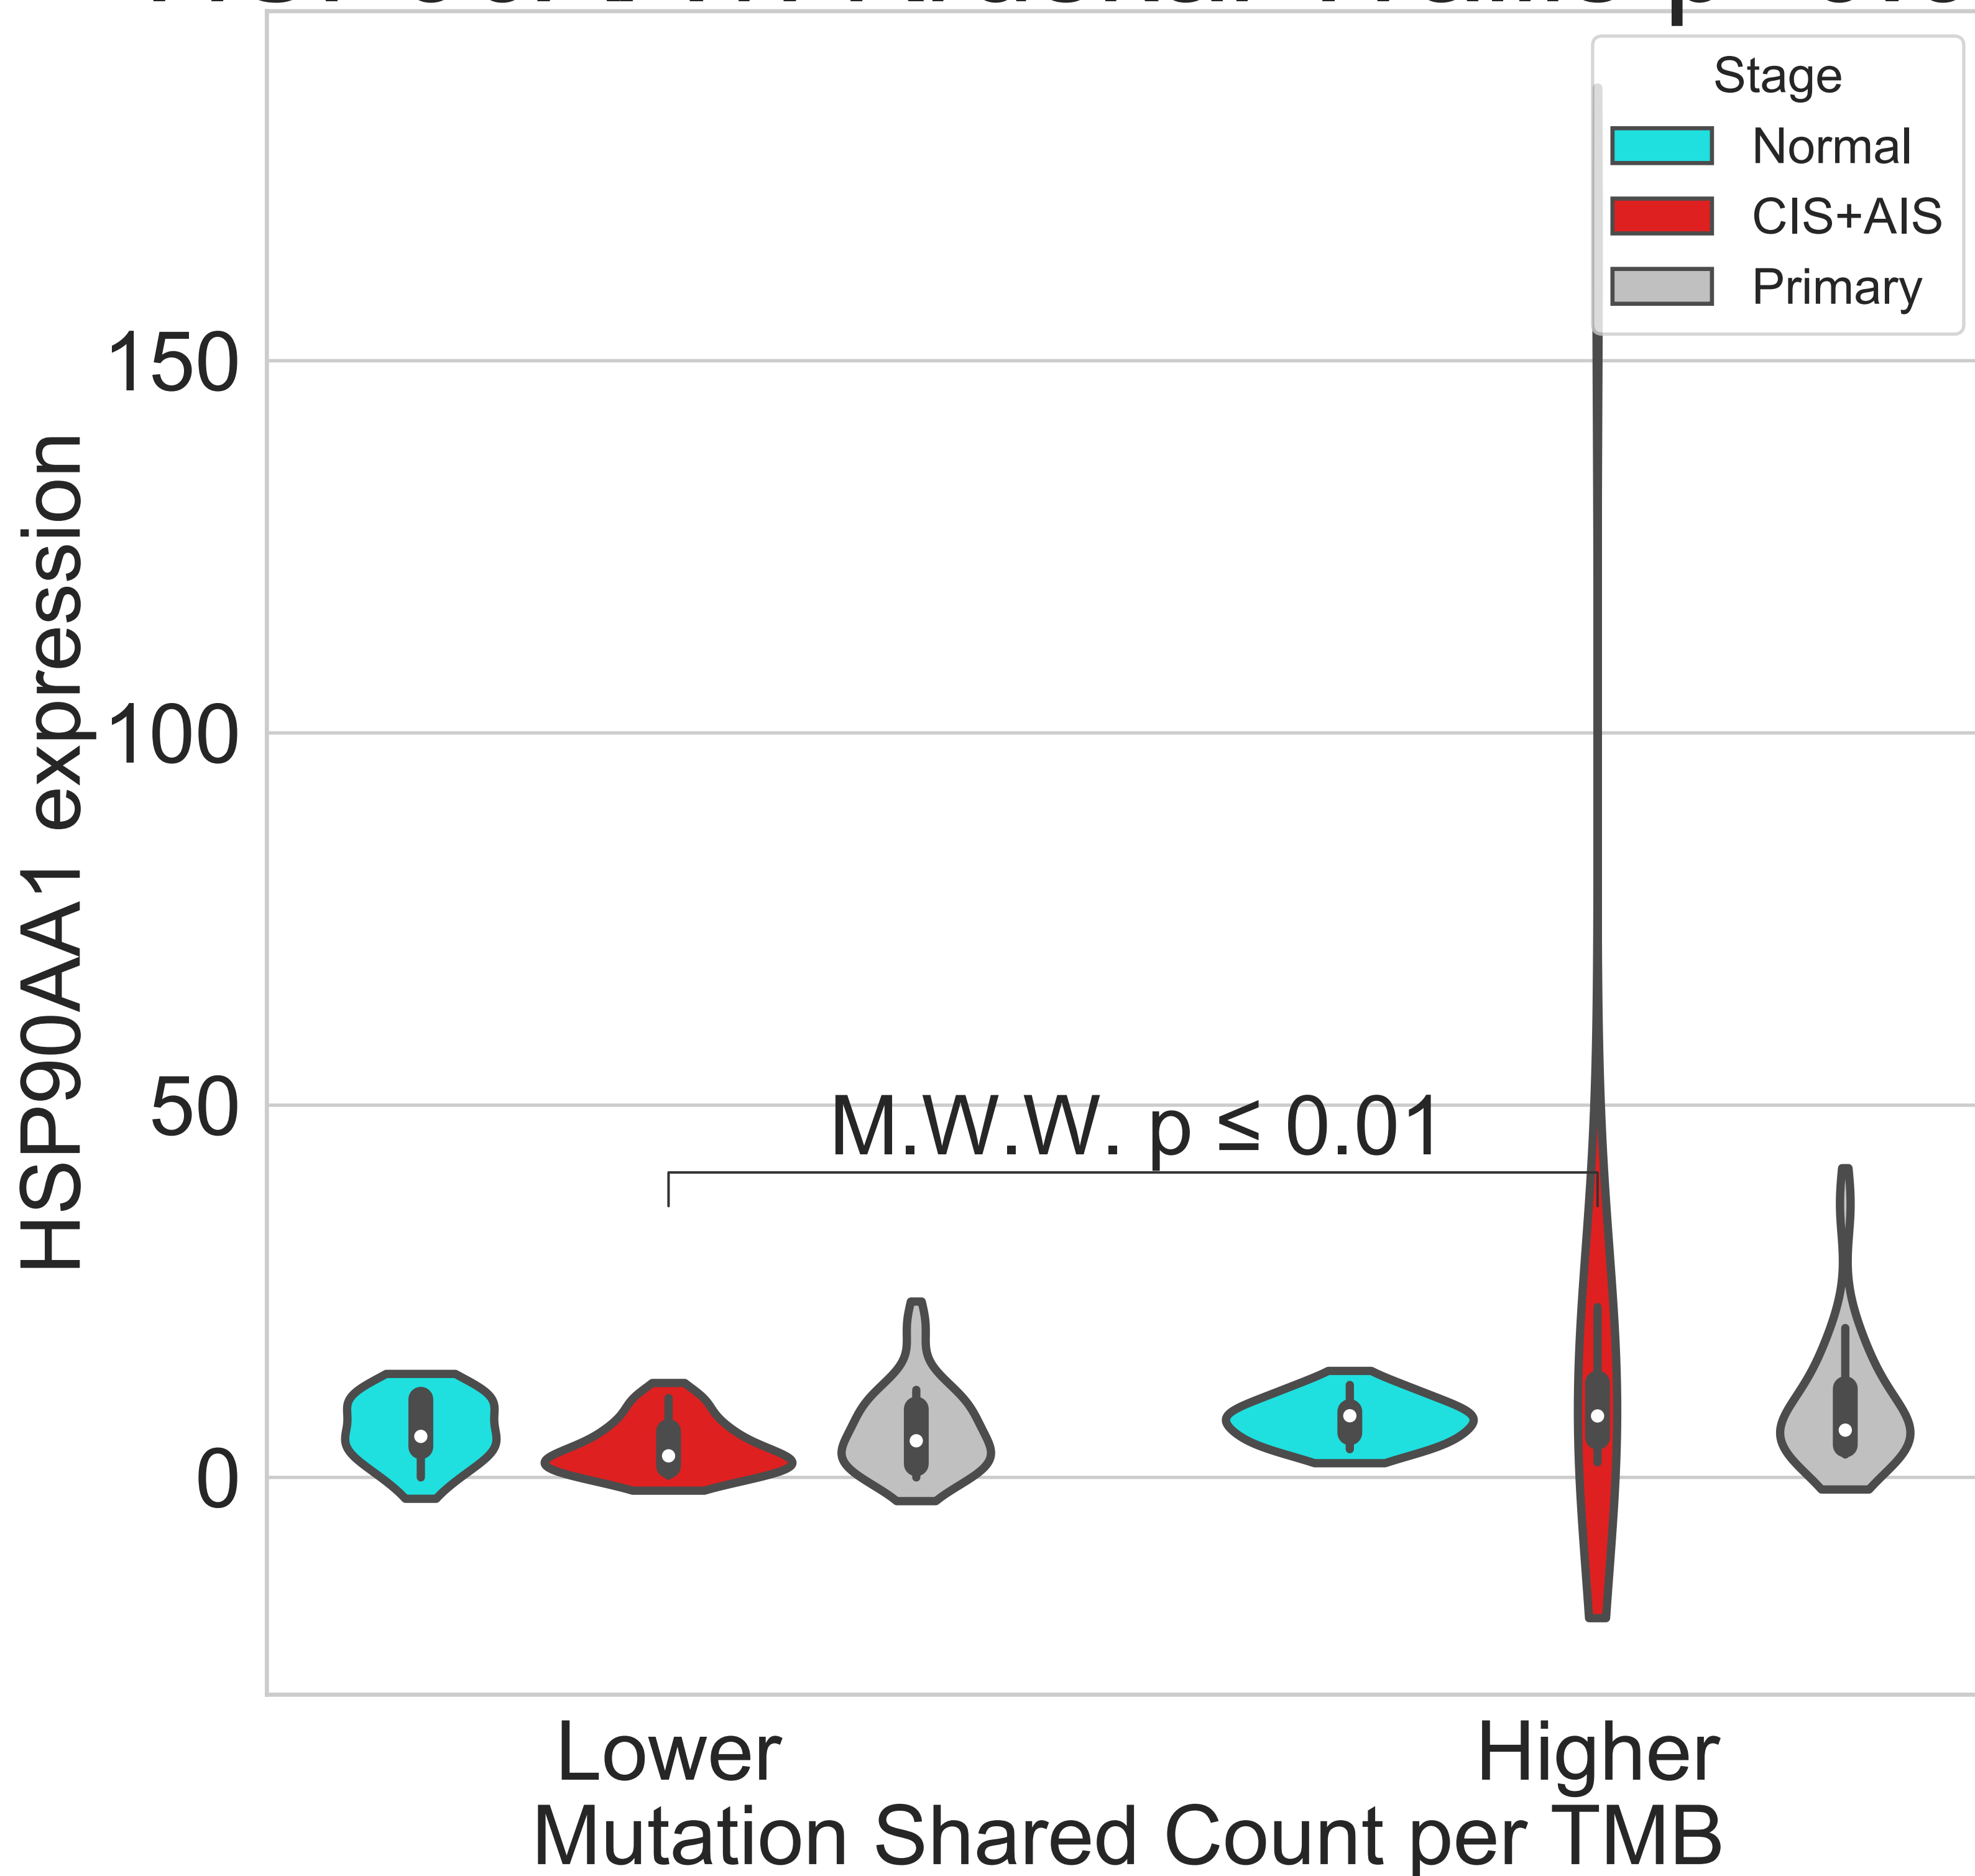 Stage
Normal
CIS+AIS
Primary
150
100
50
0
HSP90AA1 expression
M.W.W. p ≤ 0.01
Lower
Higher
Mutation Shared Count per TMB